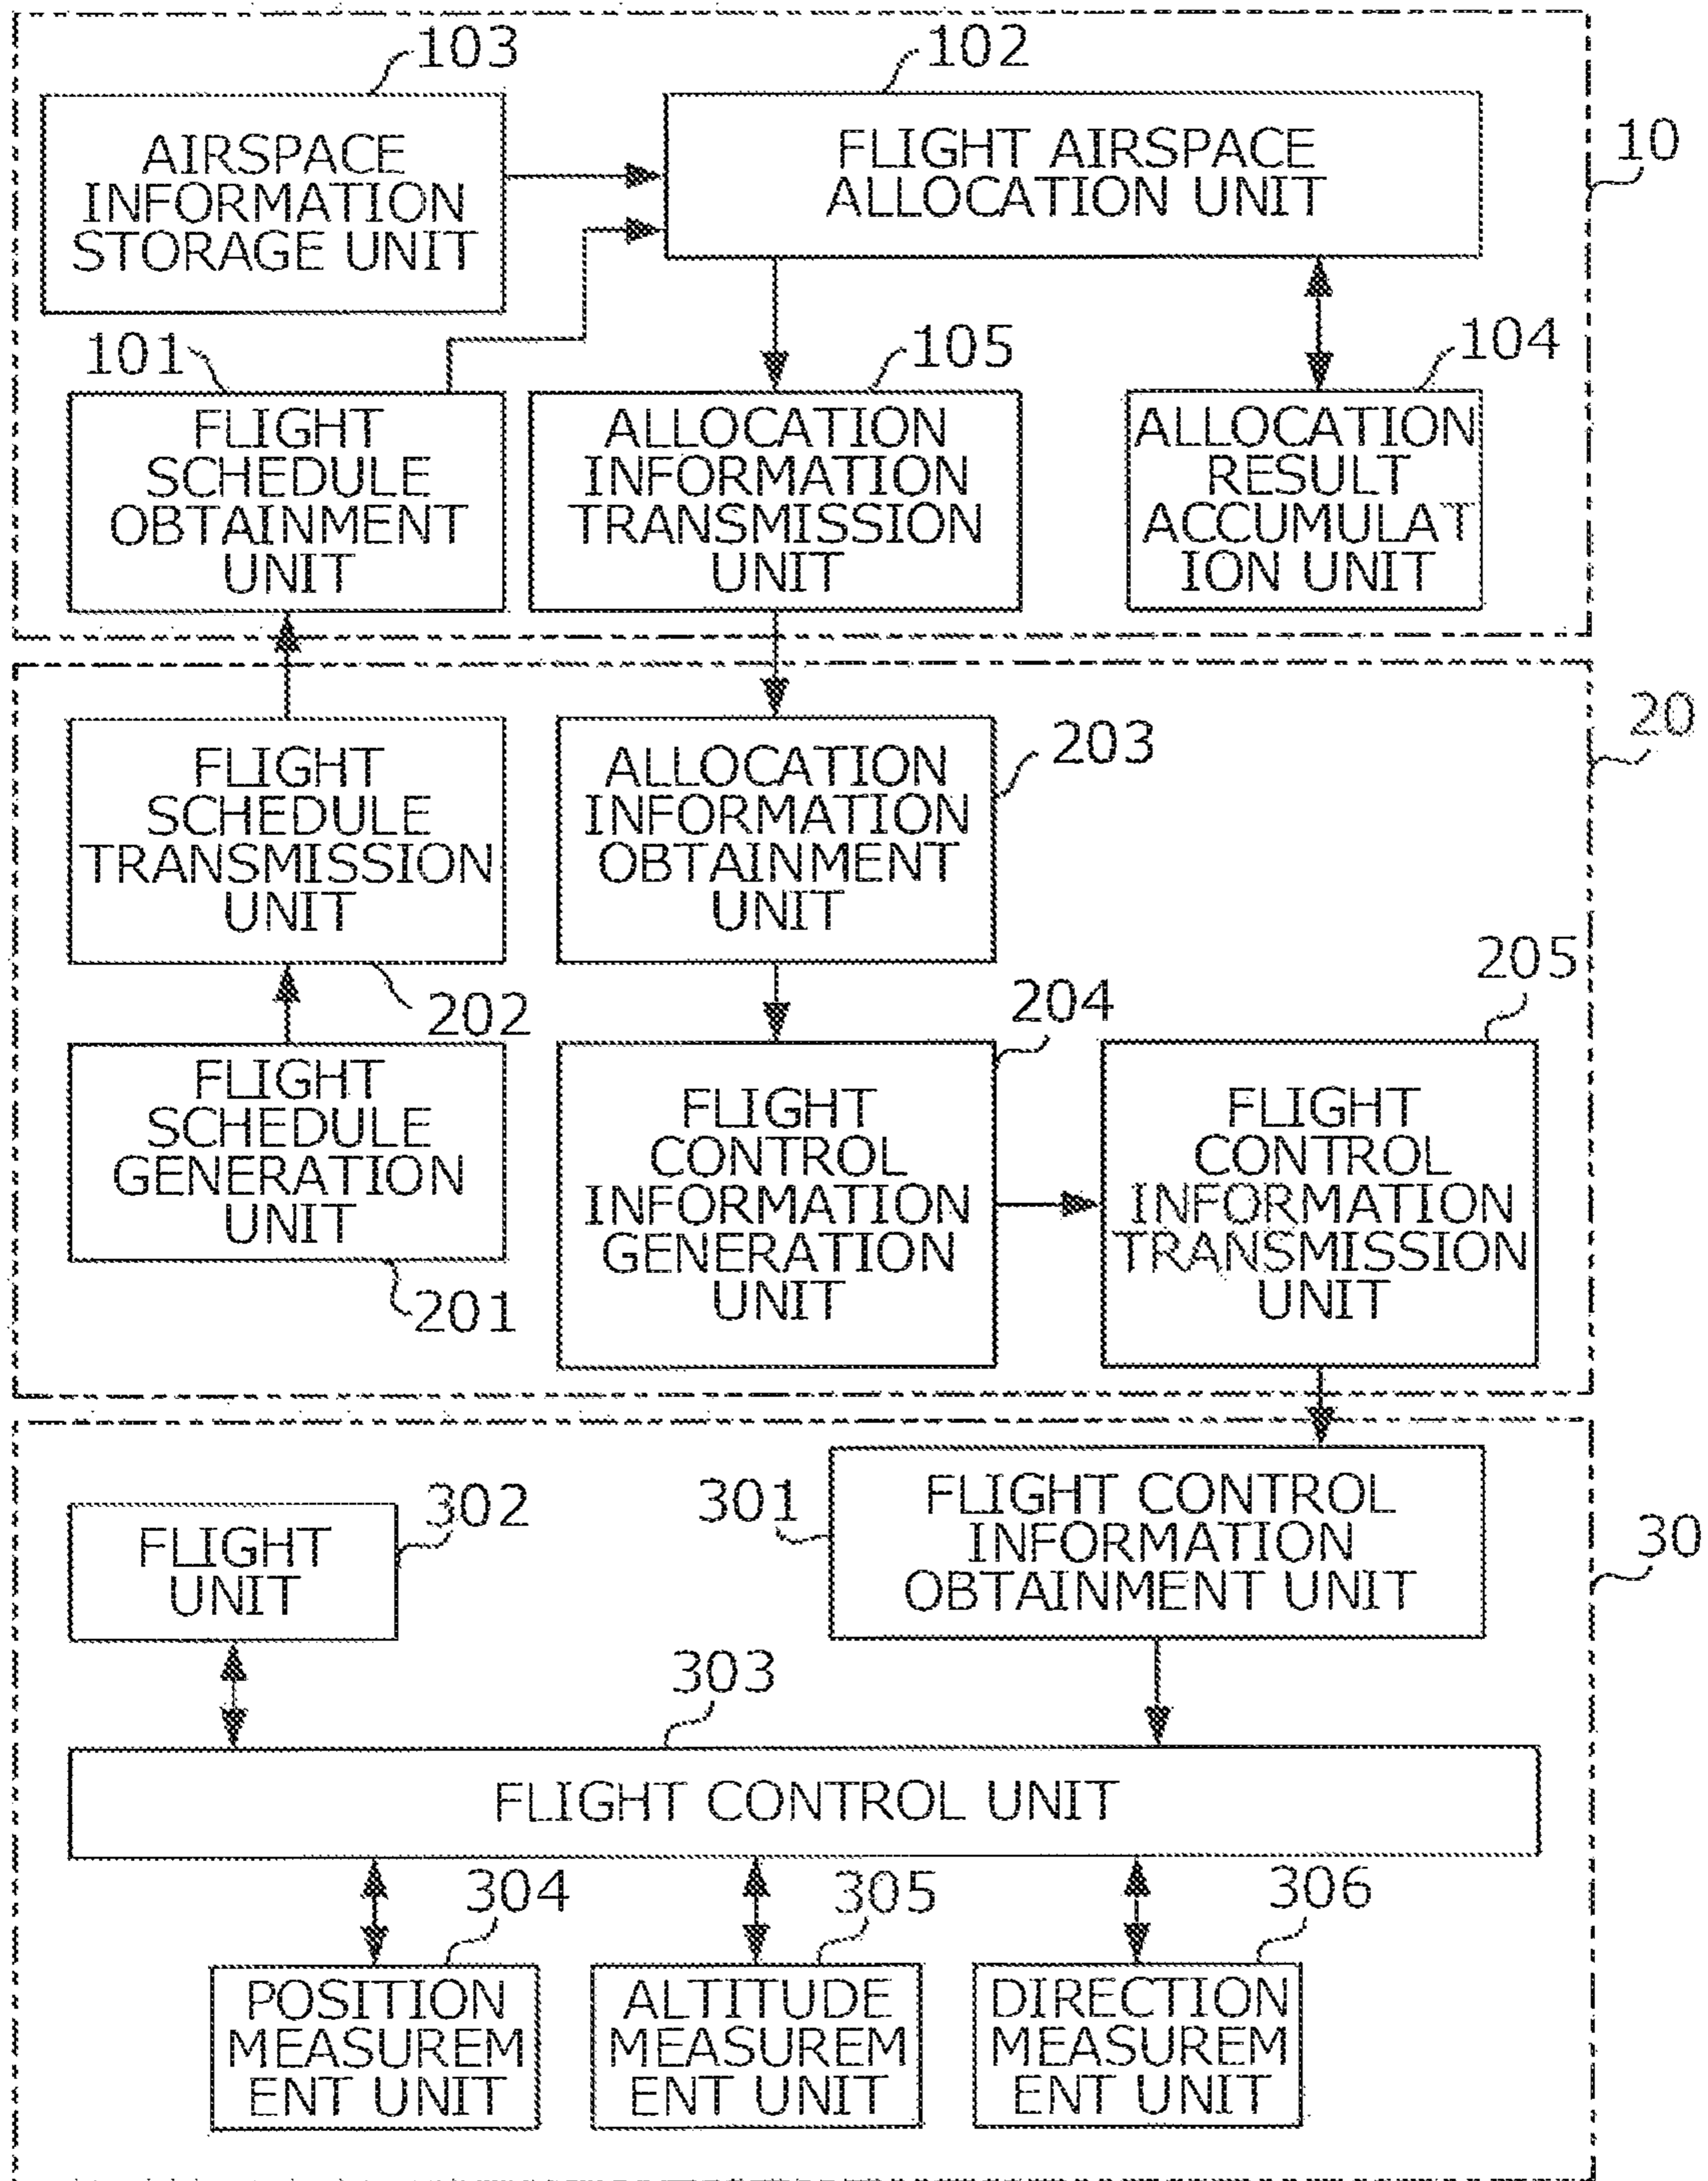 103
102
10
AIRSPACE
INFORMATION
STORAGE UNIT
FLIGHT AIRSPACE
ALLOCATION UNIT
101
105
104
FLIGHT
SCHEDULE
OBTAINMENT
UNIT
ALLOCATION
INFORMATION
TRANSMISSION
UNIT
ALLOCATION
RESULT
ACCUMULAT
ION UNIT
20
FLIGHT
SCHEDULE
TRANSMISSION
UNIT
202
ALLOCATION
INFORMATION
OBTAINMENT
UNIT
203
FLIGHT
SCHEDULE
GENERATION
UNIT
201
204
FLIGHT
CONTROL
INFORMATION
GENERATION
UNIT
205
FLIGHT
CONTROL
INFORMATION
TRANSMISSION
UNIT
30
302
FLIGHT
UNIT
301
FLIGHT CONTROL
INFORMATION
OBTAINMENT UNIT
303
FLIGHT CONTROL UNIT
304
305
306
POSITION
MEASUREM
ENT UNIT
ALTITUDE
MEASUREM
ENT UNIT
DIRECTION
MEASUREM
ENT UNIT